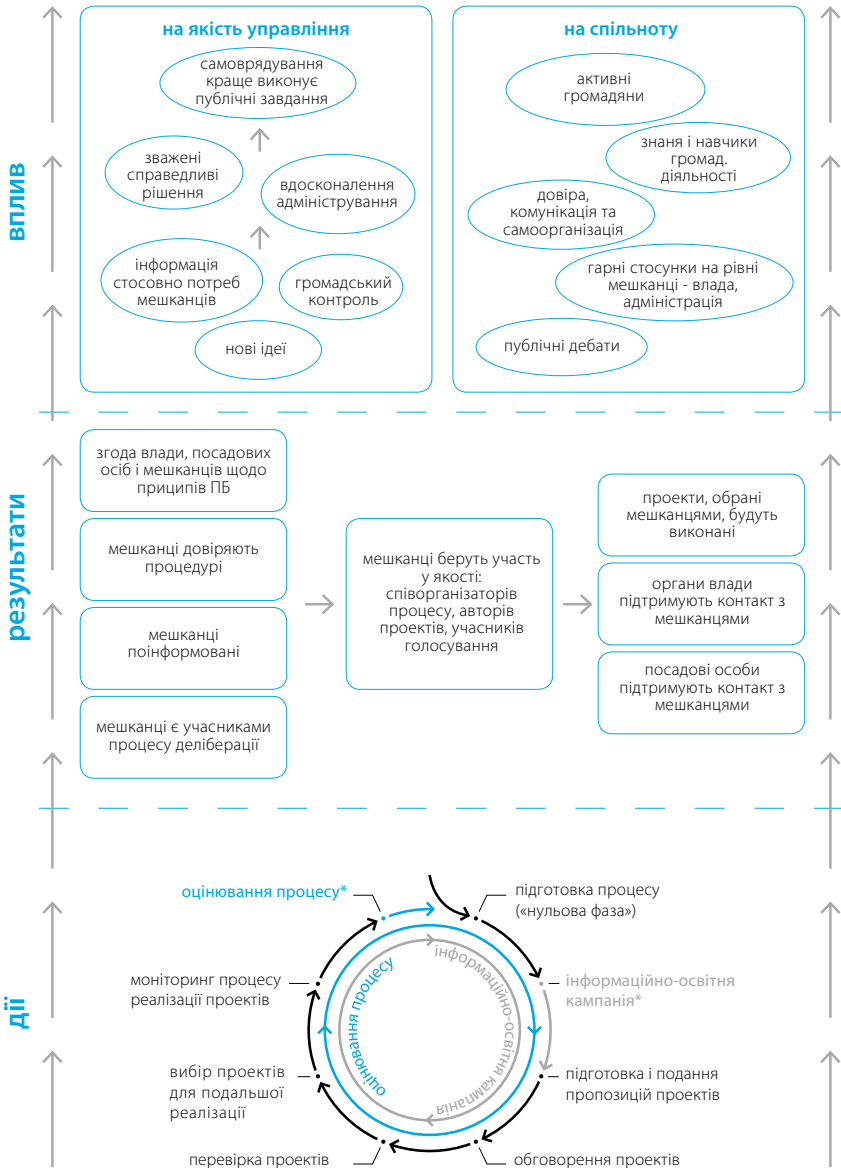 на якість управління
самоврядування
краще виконує
публічні завдання
зважені
справедливі
рішення
вдосконалення
адміністрування
інформація
стосовно потреб
мешканців
громадський
контроль
нові ідеї
на спільноту
активні
громадяни
знаня і навчики
громад.
діяльності
довіра,
комунікація та
самоорганізація
гарні стосунки на рівні
мешканці - влада,
адміністрація
публічні дебати
вплив
згода влади, посадових
осіб і мешканців щодо
приципів ПБ
мешканці довіряють
процедурі
мешканці
поінформовані
мешканці є учасниками
процесу деліберації
мешканці беруть участь
у якості:
співорганізаторів
процесу, авторів
проектів, учасників
голосування
проекти, обрані
мешканцями, будуть
виконані
органи влади
підтримують контакт з
мешканцями
посадові особи
підтримують контакт з
мешканцями
результати
оцінювання процесу*
підготовка процесу
(«нульова фаза»)
інформаційно-освітня
кампанія*
підготовка і подання
пропозицій проектів
обговорення проектів
перевірка проектів
вибір проектів
для подальшої
реалізації
моніторинг процесу
реалізації проектів
оцінювання процесу
інформаційно-освітня кампанія
дії